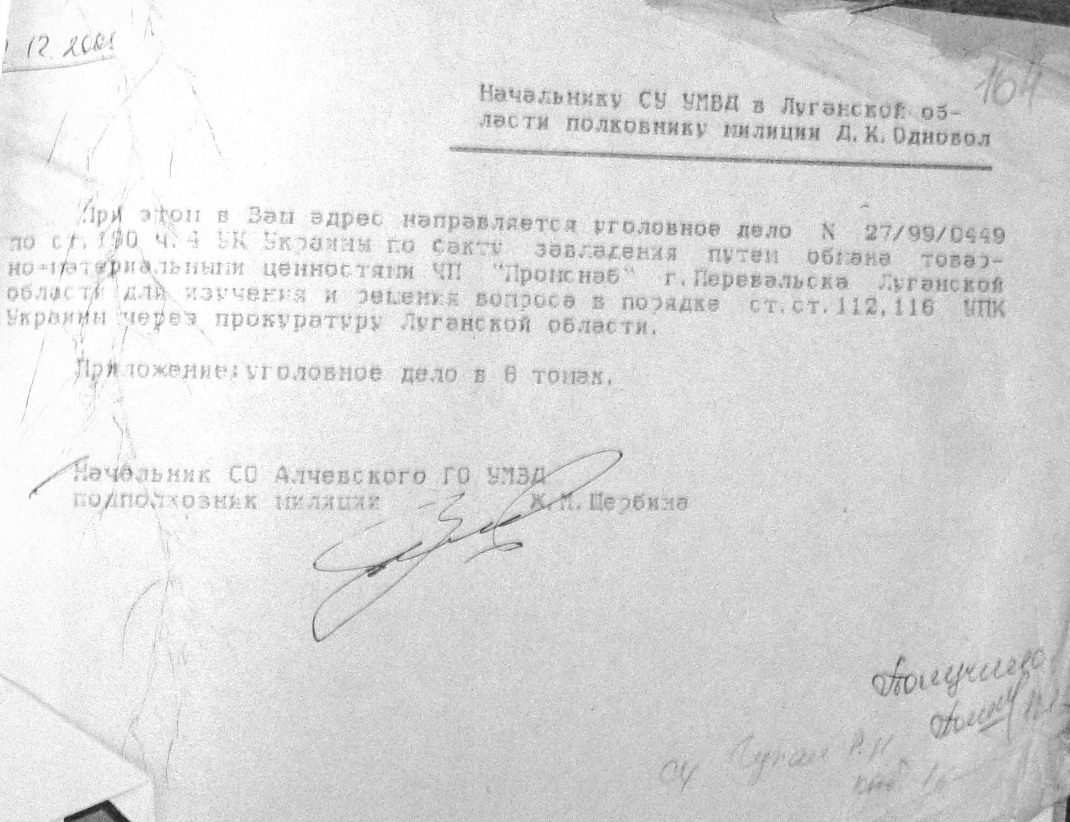 12. 2001
164
Начальнику СУ УМВД в Луганской об-
ласти полковнику милиции Д.К.Одновол
При этом в Ваш адрес направляется уголовное дело N 27/99/0449
по ст.190 ч.4 УК Украины по факту завладения путем обмана товар-
но-материальными ценностями ЧП "Промснаб" г.Перевальска Луганской
области для изучения и решения вопроса в порядке ст.ст.112,116 УПК
Украины через прокуратуру Луганской области.
Приложение:уголовное дело в 6 томах.
Начальник СО Алчевского ГО УМВД
подполковник милиции Ж.М.Щербина
Получено
СУ